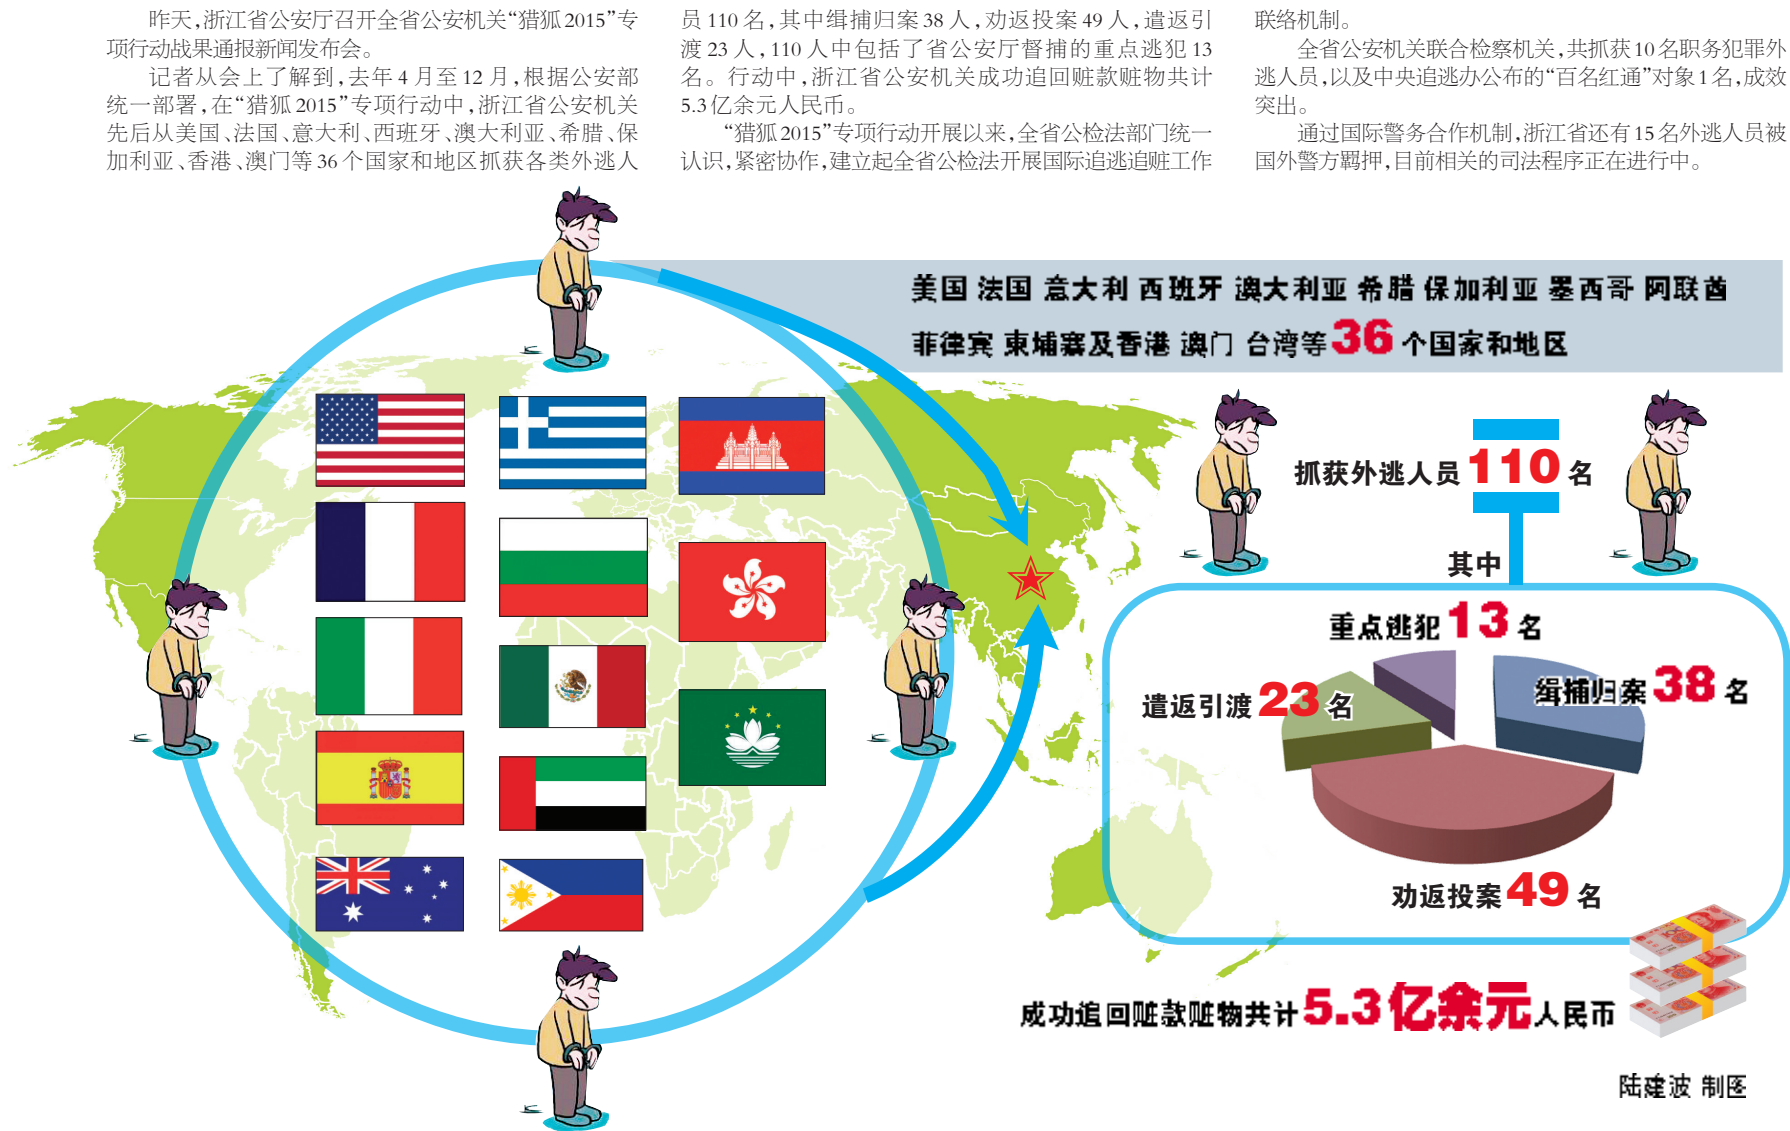 昨天，浙江省公安厅召开全省公安机关“猎狐2015”专
项行动战果通报新闻发布会。
记者从会上了解到，去年4月至12月，根据公安部
统一部署，在“猎狐2015”专项行动中，浙江省公安机关
先后从美国、法国、意大利、西班牙、澳大利亚、希腊、保
加利亚、香港、澳门等36个国家和地区抓获各类外逃人
员110名，其中缉捕归案38人，劝返投案49人，遣返引
渡23人，110人中包括了省公安厅督捕的重点逃犯13
名。行动中，浙江省公安机关成功追回赃款赃物共计
5.3亿余元人民币。
“猎狐2015”专项行动开展以来，全省公检法部门统一
认识，紧密协作，建立起全省公检法开展国际追逃追赃工作
联络机制。
全省公安机关联合检察机关，共抓获10名职务犯罪外
逃人员，以及中央追逃办公布的“百名红通”对象1名，成效
突出。
通过国际警务合作机制，浙江省还有15名外逃人员被
国外警方羁押，目前相关的司法程序正在进行中。
美国 法国 意大利 西班牙 澳大利亚 希腊 保加利亚 墨西哥 阿联酋
菲律宾 柬埔寨及香港 澳门 台湾等36个国家和地区
抓获外逃人员110名
其中
重点逃犯13名
缉捕归案38名
遣返引渡23名
劝返投案49名
成功追回赃款赃物共计5.3亿余元人民币
陆建波 制图